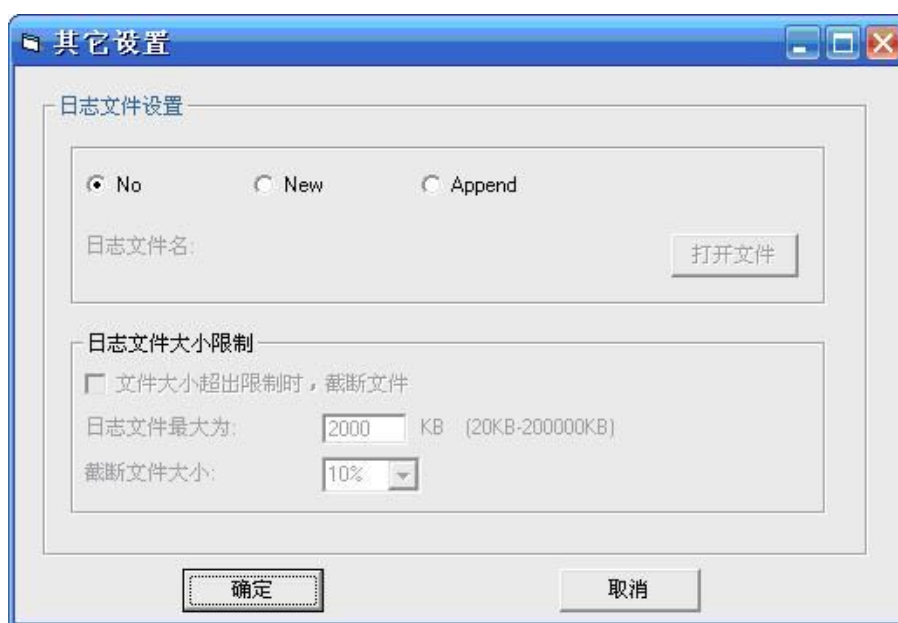 其它设置
日志文件设置
No New Append
日志文件名: 打开文件
日志文件大小限制
文件大小超出限制时，截断文件
日志文件最大为: 2000 KB (20KB-200000KB)
截断文件大小: 10%
确定 取消